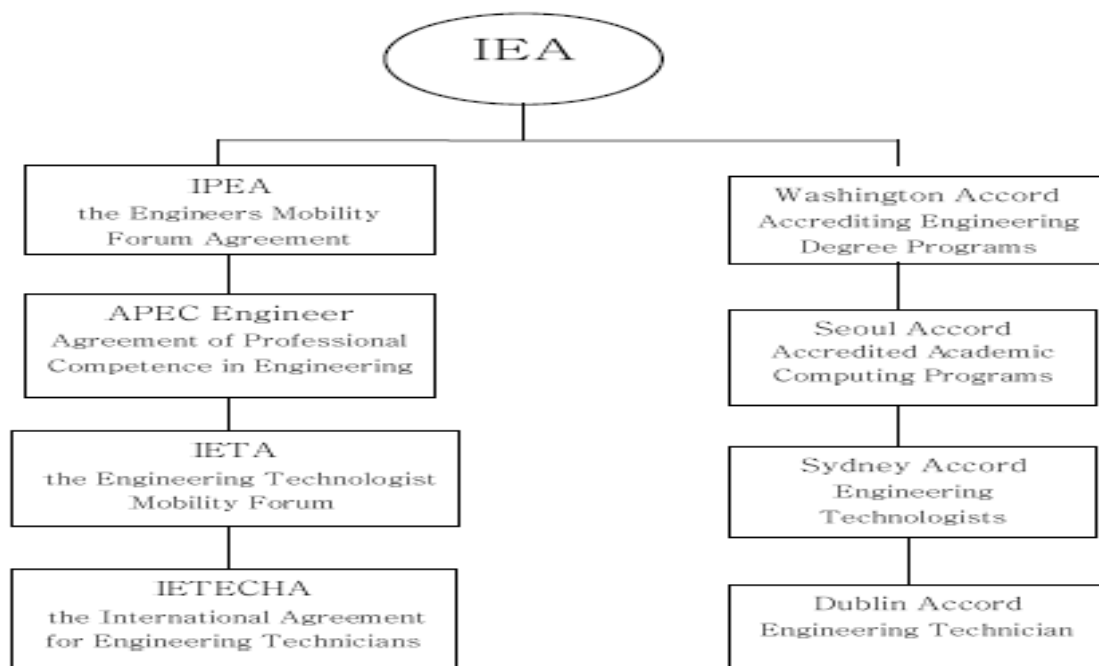 IEA
IPEA
the Engineers Mobility
Forum Agreement
APEC Engineer
Agreement of Professional
Competence in Engineering
IETA
the Engineering Technologist
Mobility Forum
IETECHA
the International Agreement
for Engineering Technicians
Washington Accord
Accrediting Engineering
Degree Programs
Seoul Accord
Accredited Academic
Computing Programs
Sydney Accord
Engineering
Technologists
Dublin Accord
Engineering Technician